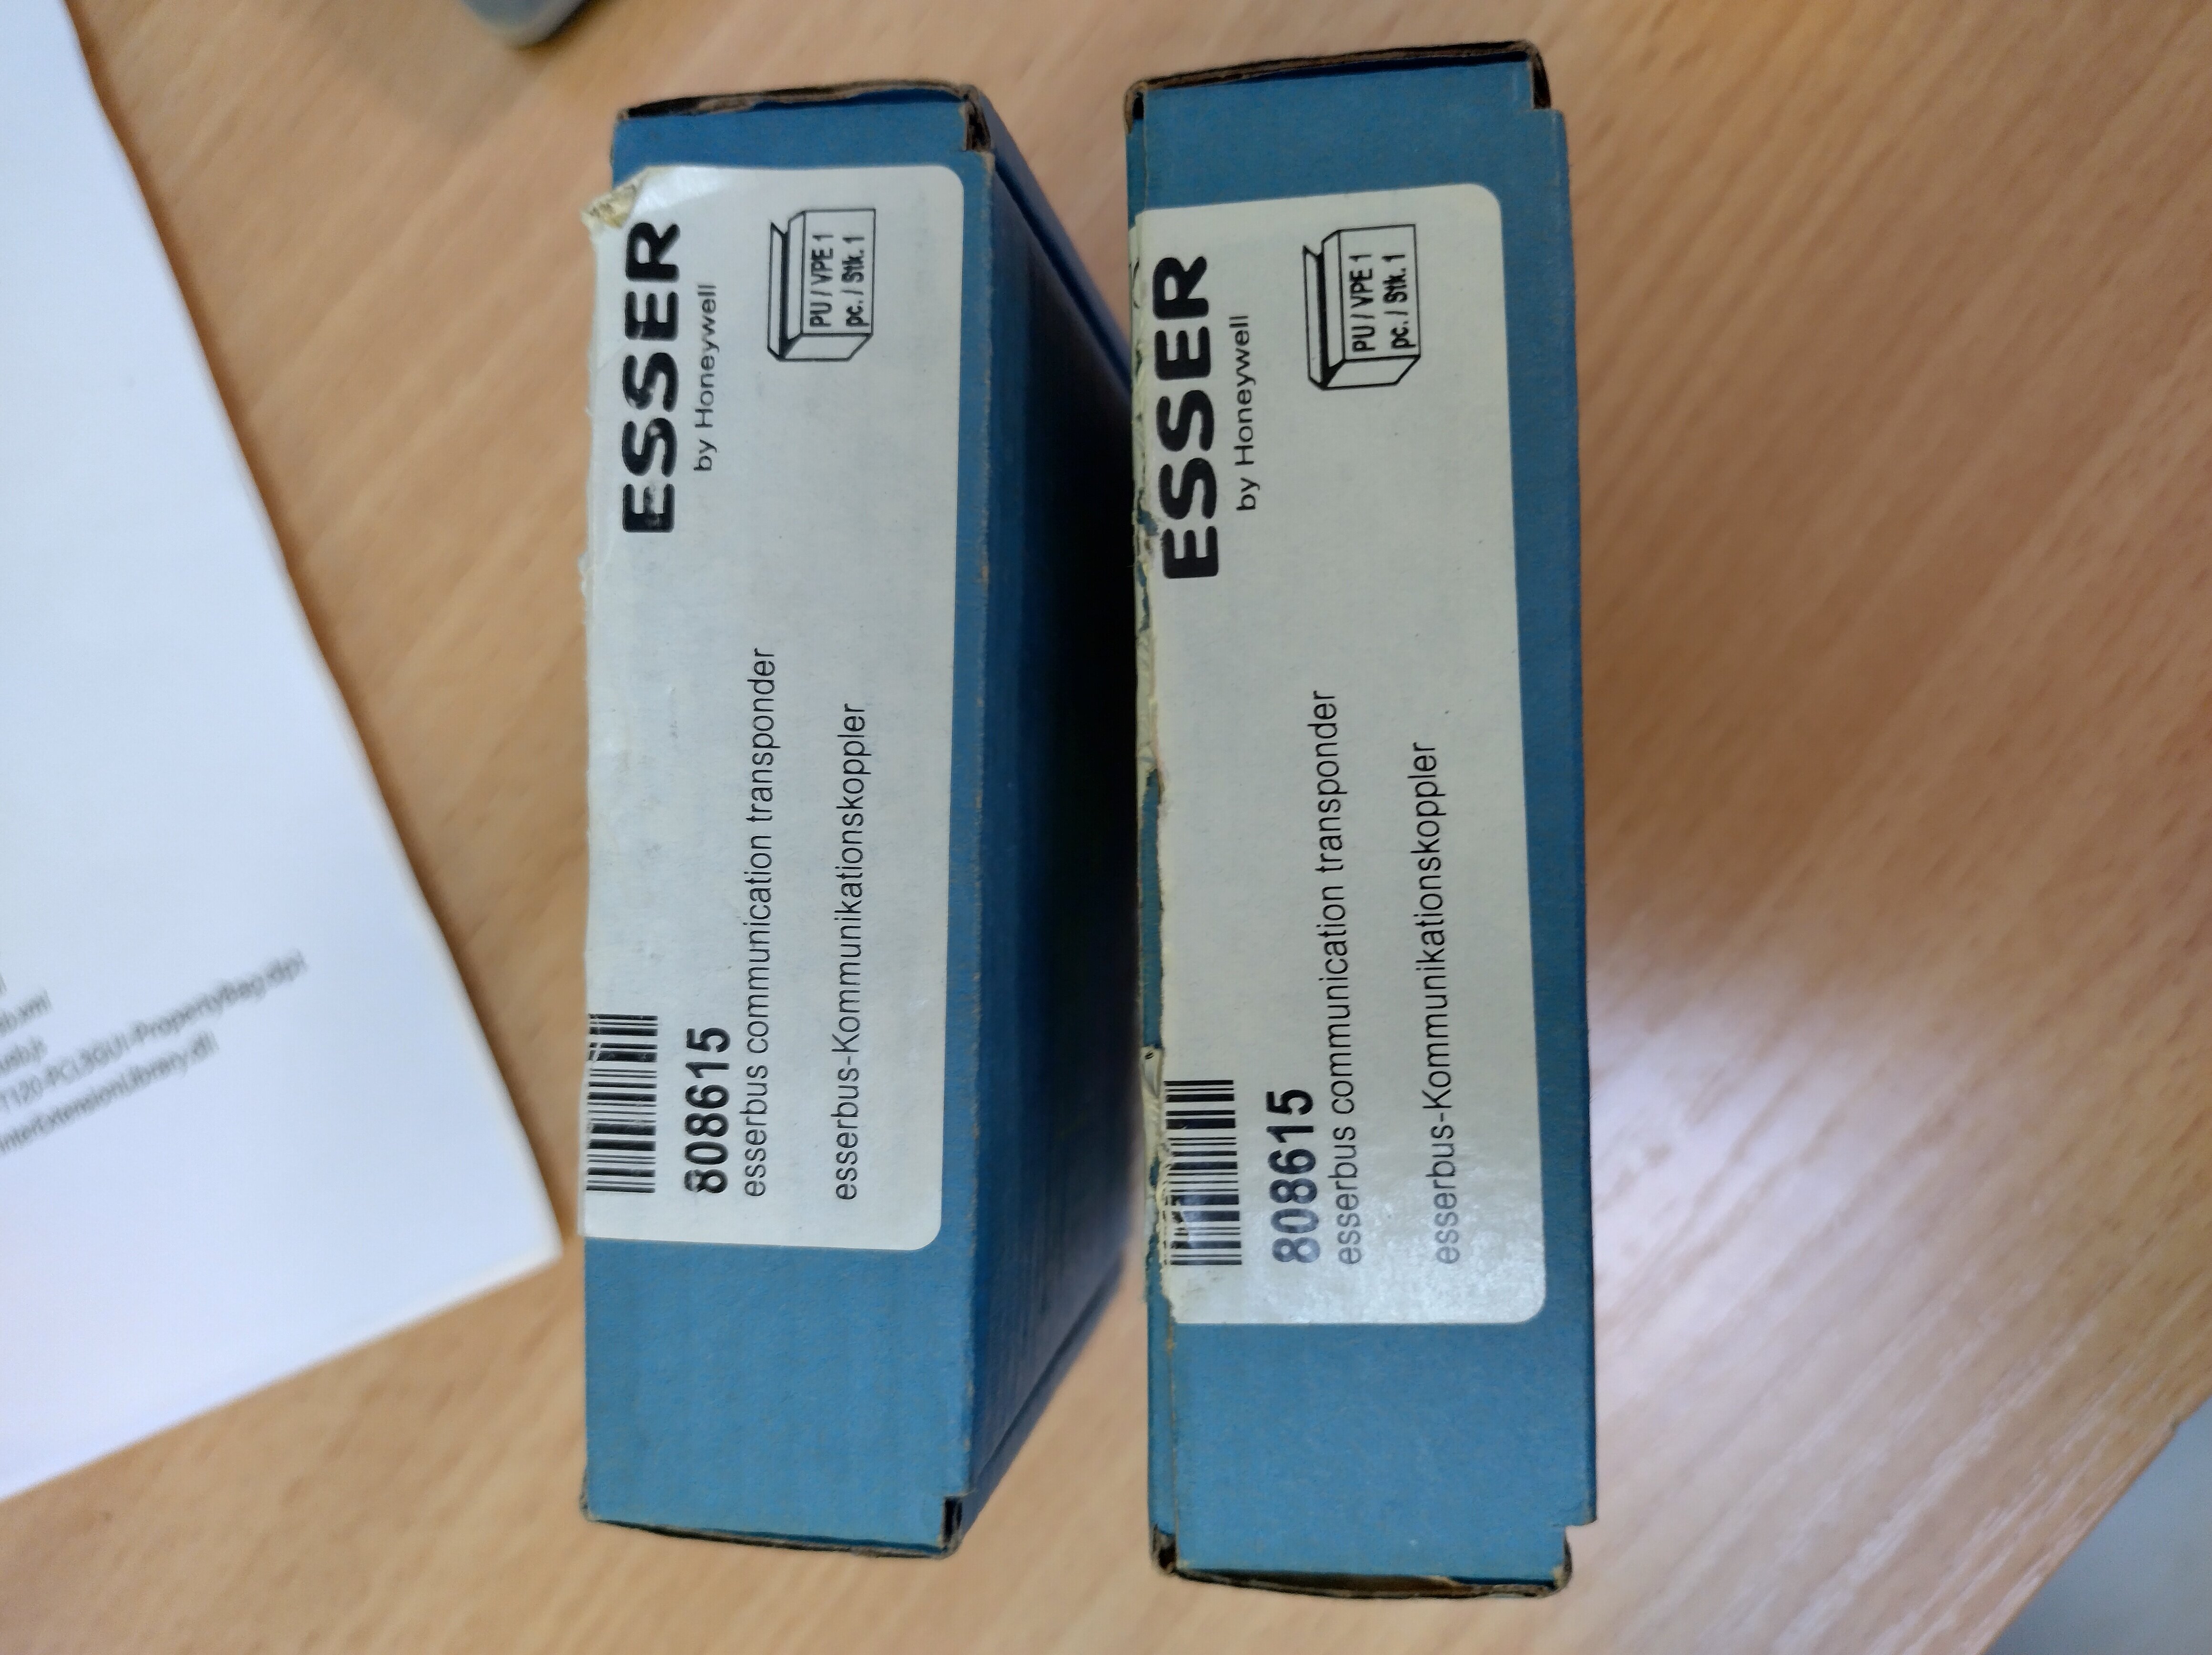 ESSER
by Honeywell
PU / VPE 1
pc. / Stk. 1
808615
esserbus communication transponder
esserbus-Kommunikationskoppler
ESSER
by Honeywell
PU / VPE 1
pc. / Stk. 1
808615
esserbus communication transponder
esserbus-Kommunikationskoppler